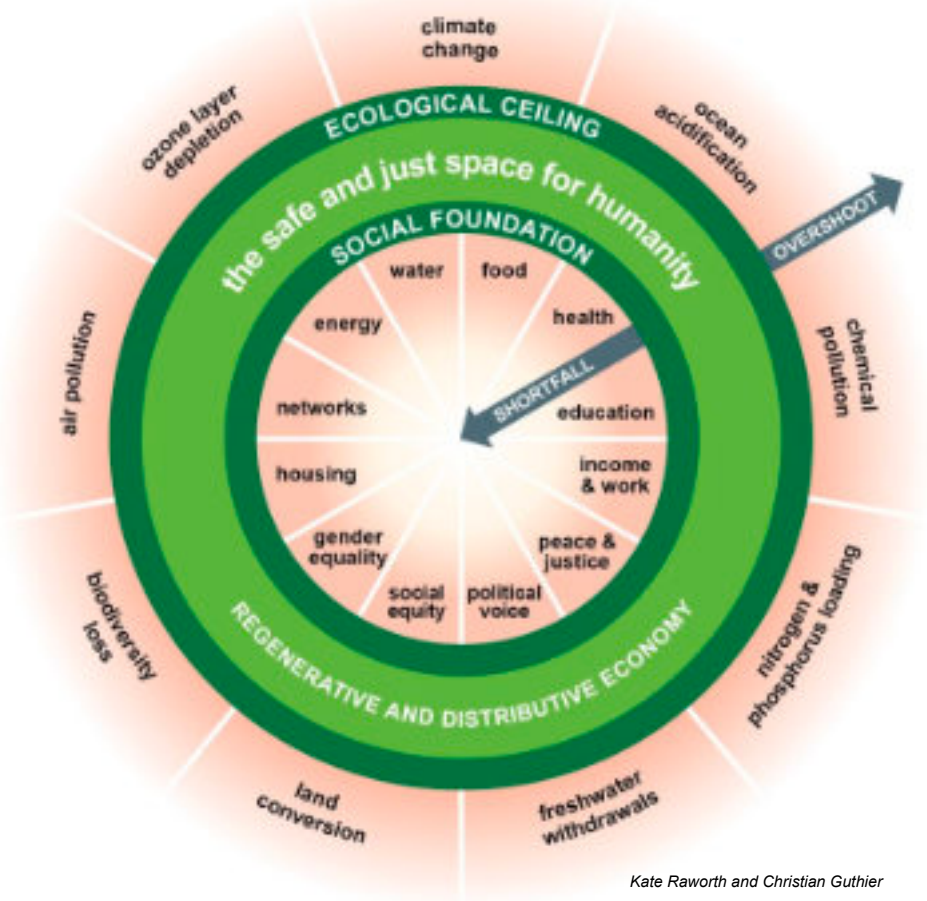 climate
change
ozone layer
depletion
ocean
acidification
ECOLOGICAL CEILING
the safe and just space for humanity
OVERSHOOT
SOCIAL FOUNDATION
water
food
energy
health
SHORTFALL
air pollution
chemical
pollution
networks
education
housing
income
& work
gender
equality
peace &
justice
social
equity
political
voice
biodiversity
loss
nitrogen &
phosphorus loading
REGENERATIVE AND DISTRIBUTIVE ECONOMY
land
conversion
freshwater
withdrawals
Kate Raworth and Christian Guthier